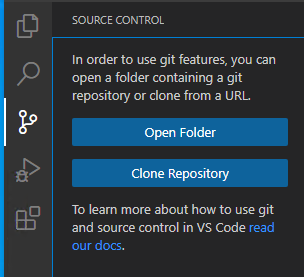 SOURCE CONTROL
In order to use git features, you can
open a folder containing a git
repository or clone from a URL.
Open Folder
Clone Repository
To learn more about how to use git
and source control in VS Code read
our docs.